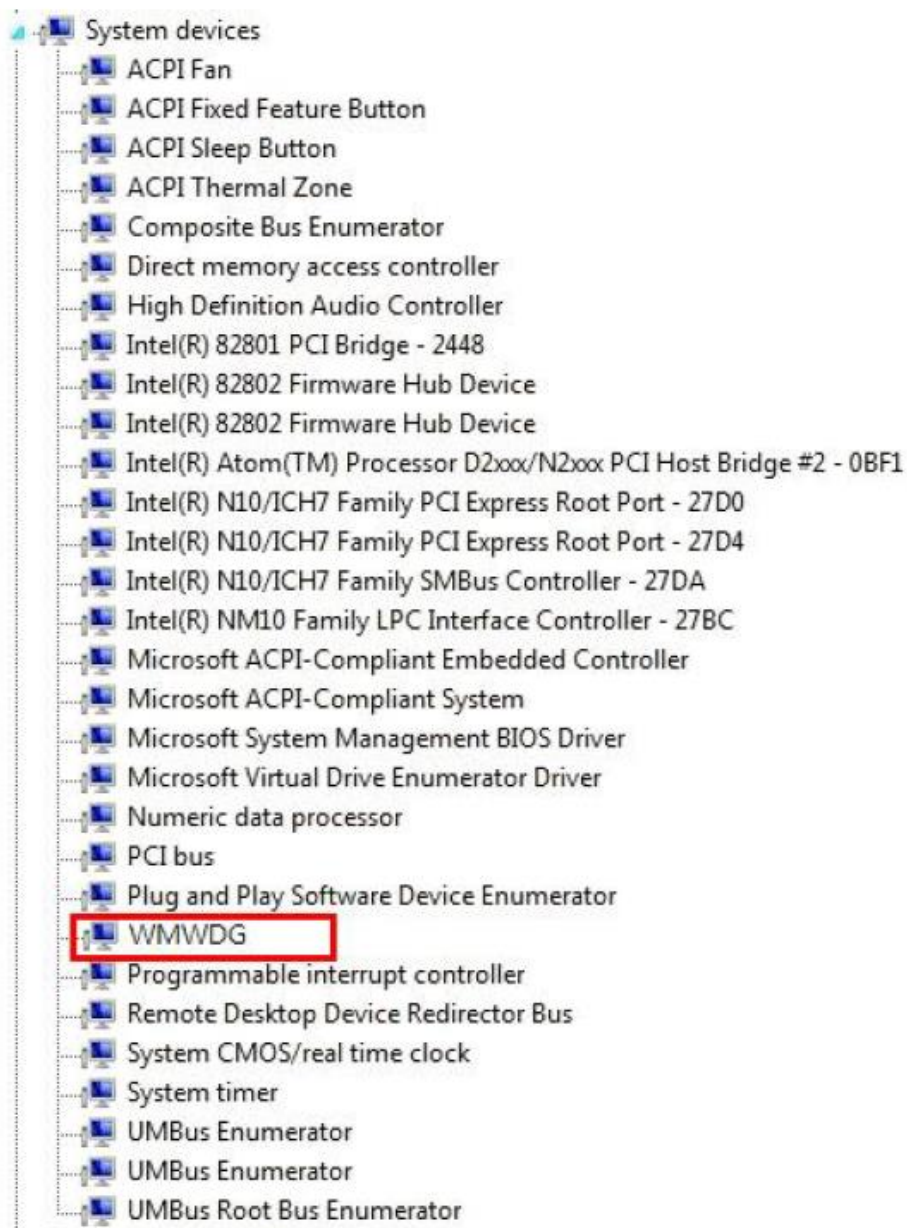 System devices
ACPI Fan
ACPI Fixed Feature Button
ACPI Sleep Button
ACPI Thermal Zone
Composite Bus Enumerator
Direct memory access controller
High Definition Audio Controller
Intel(R) 82801 PCI Bridge - 2448
Intel(R) 82802 Firmware Hub Device
Intel(R) 82802 Firmware Hub Device
Intel(R) Atom(TM) Processor D2xxx/N2xxx PCI Host Bridge #2 - 0BF1
Intel(R) N10/ICH7 Family PCI Express Root Port - 27D0
Intel(R) N10/ICH7 Family PCI Express Root Port - 27D4
Intel(R) N10/ICH7 Family SMBus Controller - 27DA
Intel(R) NM10 Family LPC Interface Controller - 27BC
Microsoft ACPI-Compliant Embedded Controller
Microsoft ACPI-Compliant System
Microsoft System Management BIOS Driver
Microsoft Virtual Drive Enumerator Driver
Numeric data processor
PCI bus
Plug and Play Software Device Enumerator
WMWDG
Programmable interrupt controller
Remote Desktop Device Redirector Bus
System CMOS/real time clock
System timer
UMBus Enumerator
UMBus Enumerator
UMBus Root Bus Enumerator